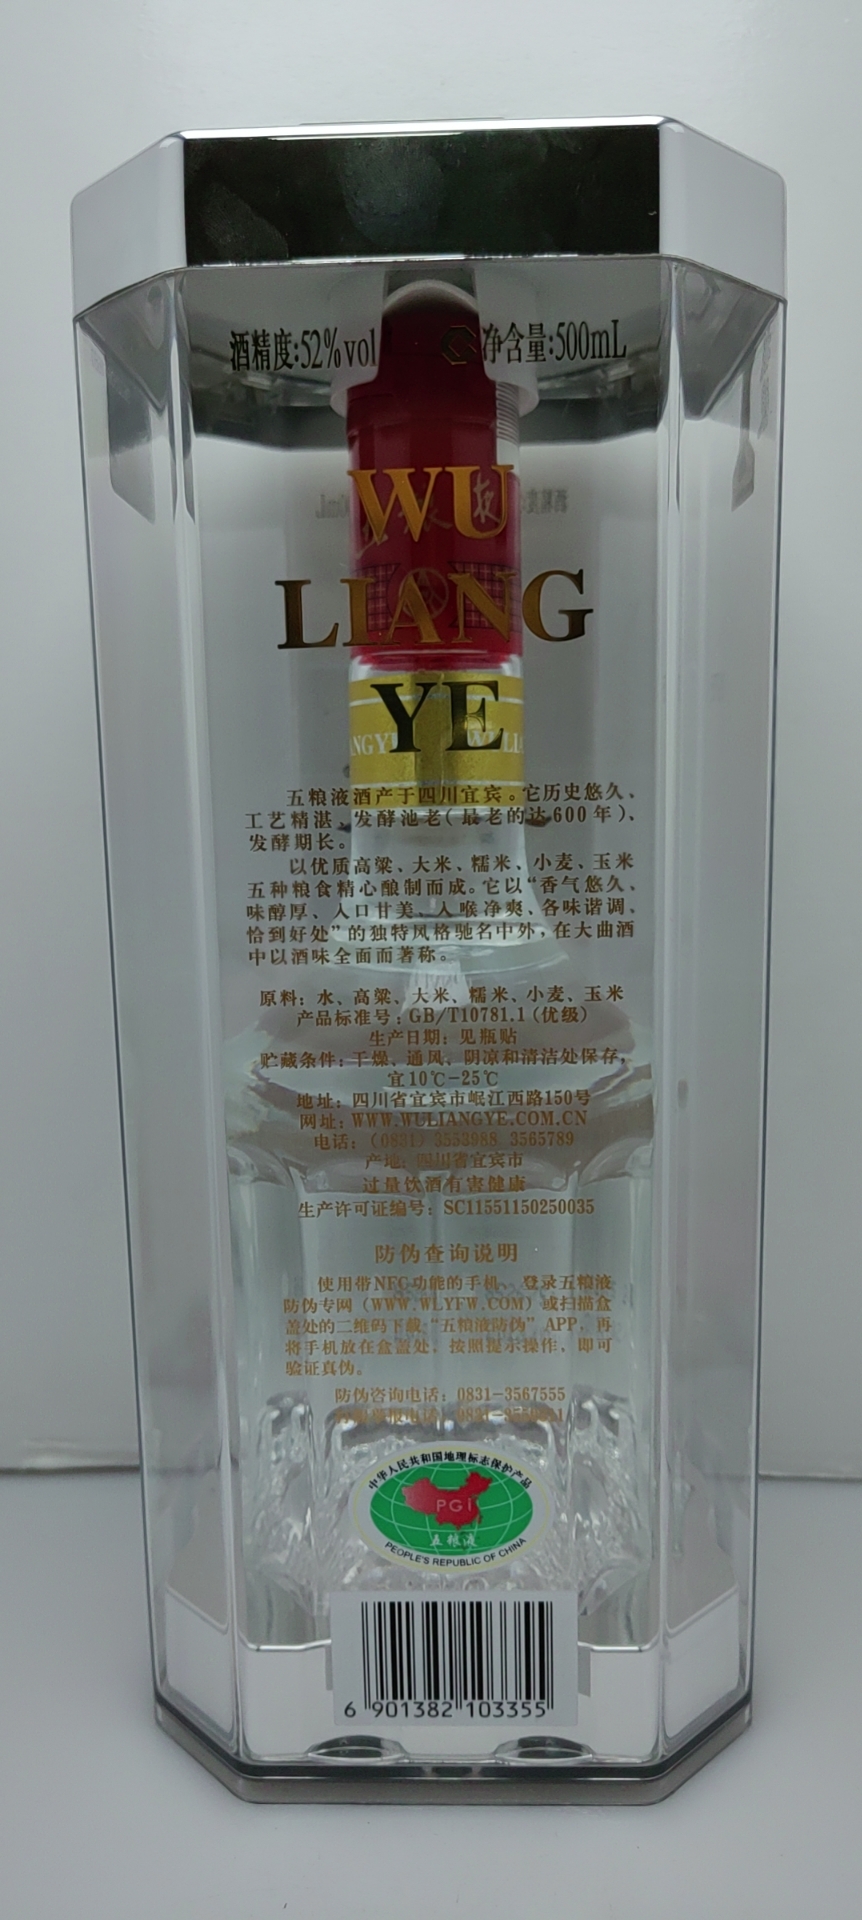 酒精度:52%vol
净含量:500mL
WU
LIANG
YE
五粮液酒产于四川宜宾。它历史悠久、
工艺精湛、发酵池老(最老的达600年)、
发酵期长。
以优质高粱、大米、糯米、小麦、玉米
五种粮食精心酿制而成。它以“香气悠久、
味醇厚、入口甘美、入喉净爽、各味谐调、
恰到好处”的独特风格驰名中外,在大曲酒
中以酒味全面而著称。
原料：水、高粱、大米、糯米、小麦、玉米
产品标准号:GB/T10781.1(优级)
生产日期：见瓶贴
贮藏条件:干燥、通风、阴凉和清洁处保存,
宜10℃-25℃
地址：四川省宜宾市岷江西路150号
网址:WWW.WULIANGYE.COM.CN
电话：(0831) 3553988 3565789
产地：四川省宜宾市
过量饮酒有害健康
生产许可证编号：SC11551150250035
防伪查询说明
使用带NFC功能的手机，登录五粮液
防伪专网（WWW.WLYFW.COM）或扫描盒
盖处的二维码下载“五粮液防伪”APP，再
将手机放在盒盖处，按照提示操作，即可
验证真伪。
防伪咨询电话：0831-3567555
中华人民共和国地理标志保护产品
PGI
五粮液
PEOPLE'S REPUBLIC OF CHINA
6 901382 103355